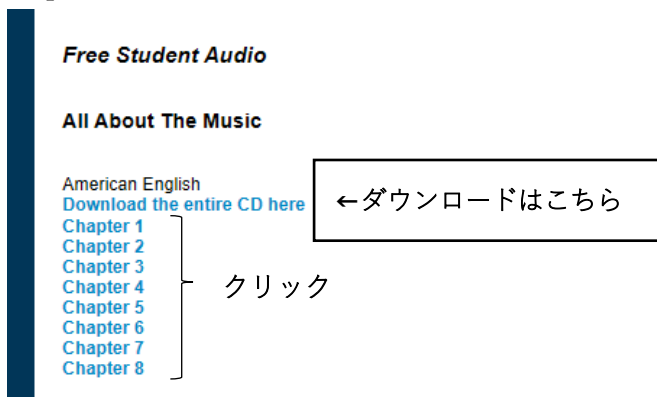 Free Student Audio
All About The Music
American English
Download the entire CD here
←ダウンロードはこちら
Chapter 1
Chapter 2
Chapter 3
Chapter 4
Chapter 5
Chapter 6
Chapter 7
Chapter 8
クリック